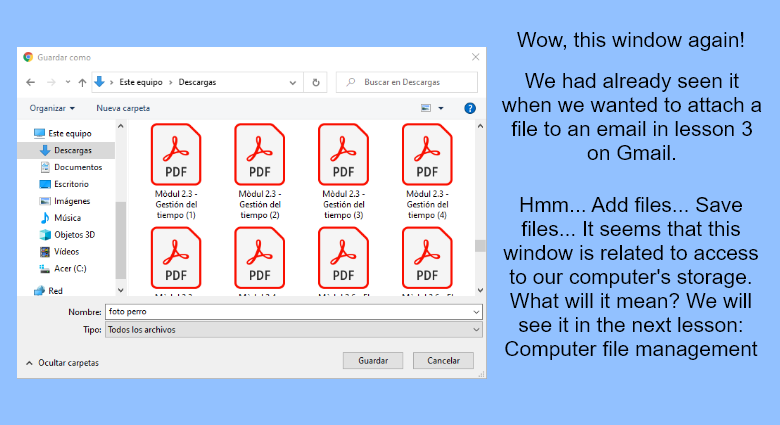 Guardar como
Este equipo > Descargas
Buscar en Descargas
Organizar
Nueva carpeta
Este equipo
Descargas
Documentos
Escritorio
Imágenes
Música
Objetos 3D
Vídeos
Acer (C:)
Red
PDF PDF PDF PDF
Mòdul 2.3 - Gestión del tiempo (1)
Mòdul 2.3 - Gestión del tiempo (2)
Mòdul 2.3 - Gestión del tiempo (3)
Mòdul 2.3 - Gestión del tiempo (4)
PDF PDF PDF PDF
Nombre: foto perro
Tipo: Todos los archivos
Ocultar carpetas
Guardar
Cancelar
Wow, this window again!
We had already seen it
when we wanted to attach a
file to an email in lesson 3
on Gmail.
Hmm... Add files... Save
files... It seems that this
window is related to access
to our computer's storage.
What will it mean? We will
see it in the next lesson:
Computer file management